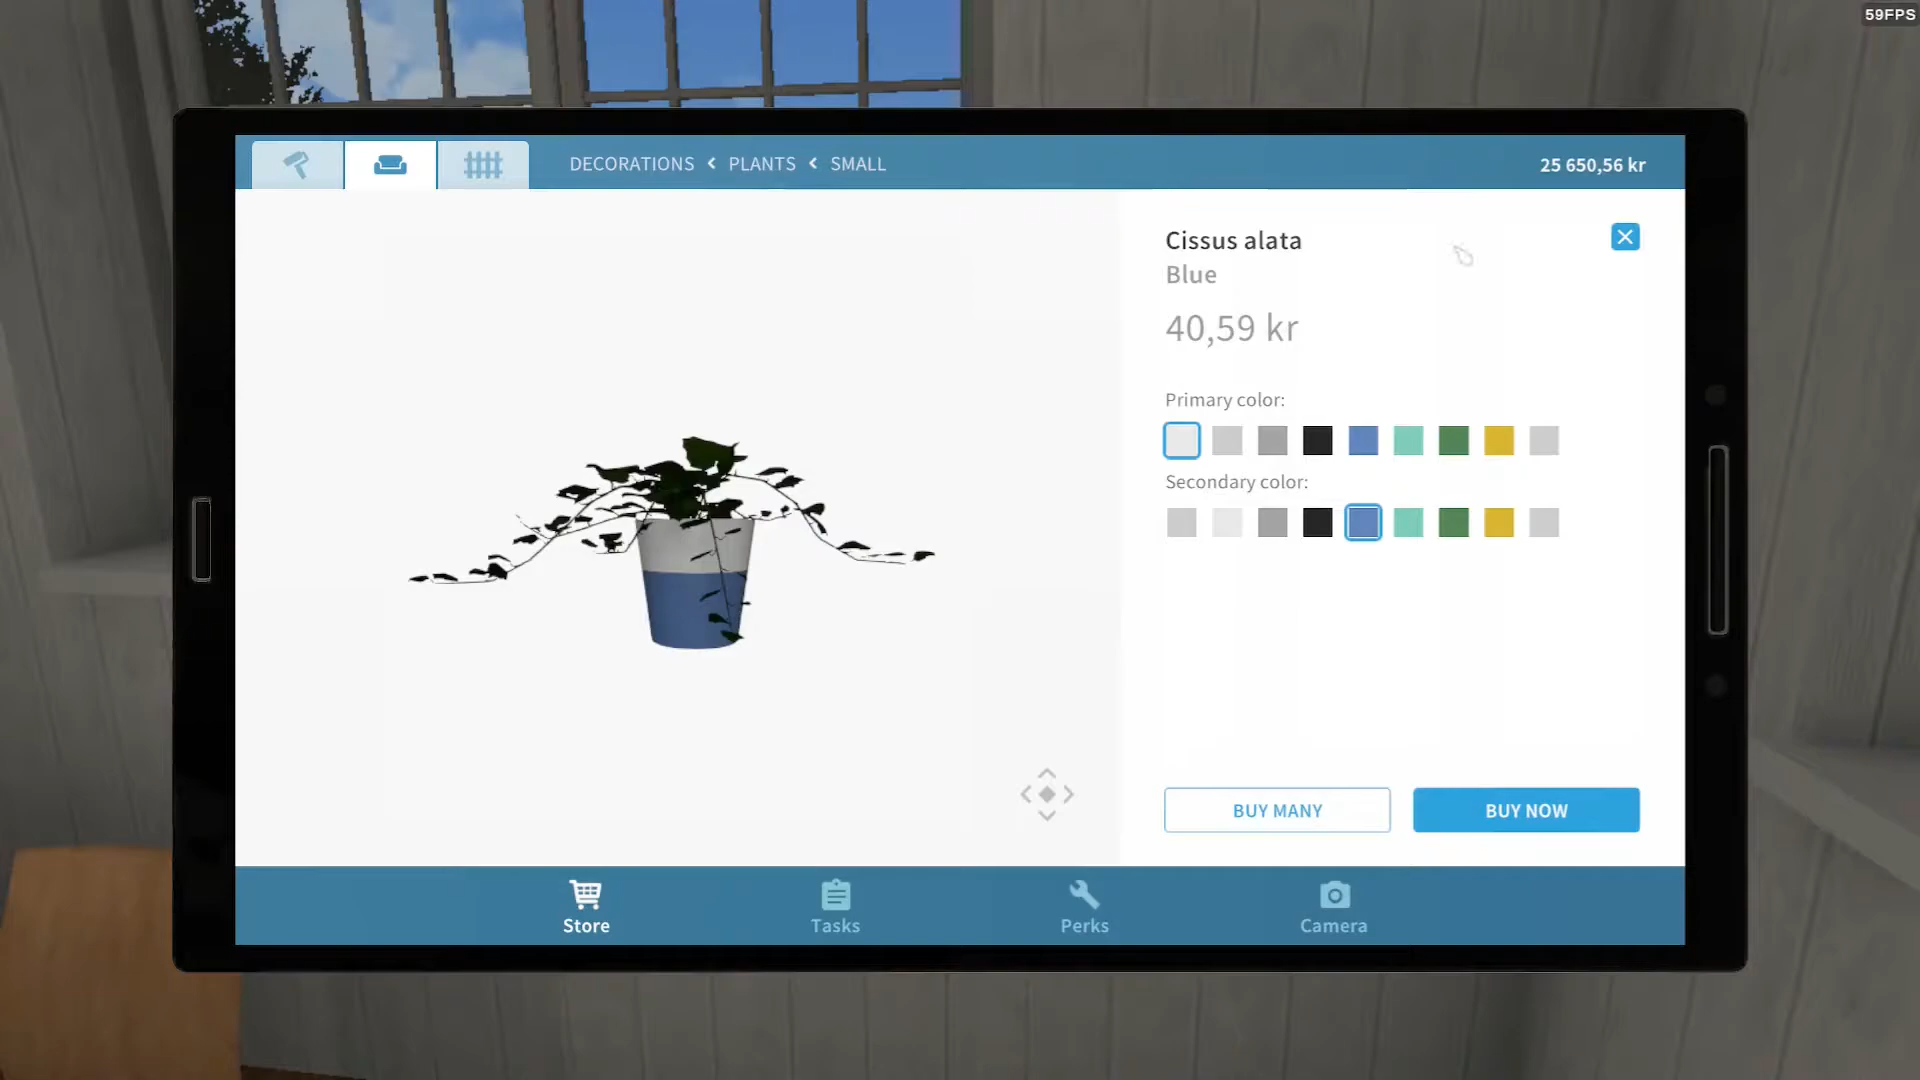 59FPS
DECORATIONS < PLANTS < SMALL
25 650,56 kr
Cissus alata
Blue
40,59 kr
Primary color:
Secondary color:
BUY MANY
BUY NOW
Store
Tasks
Perks
Camera